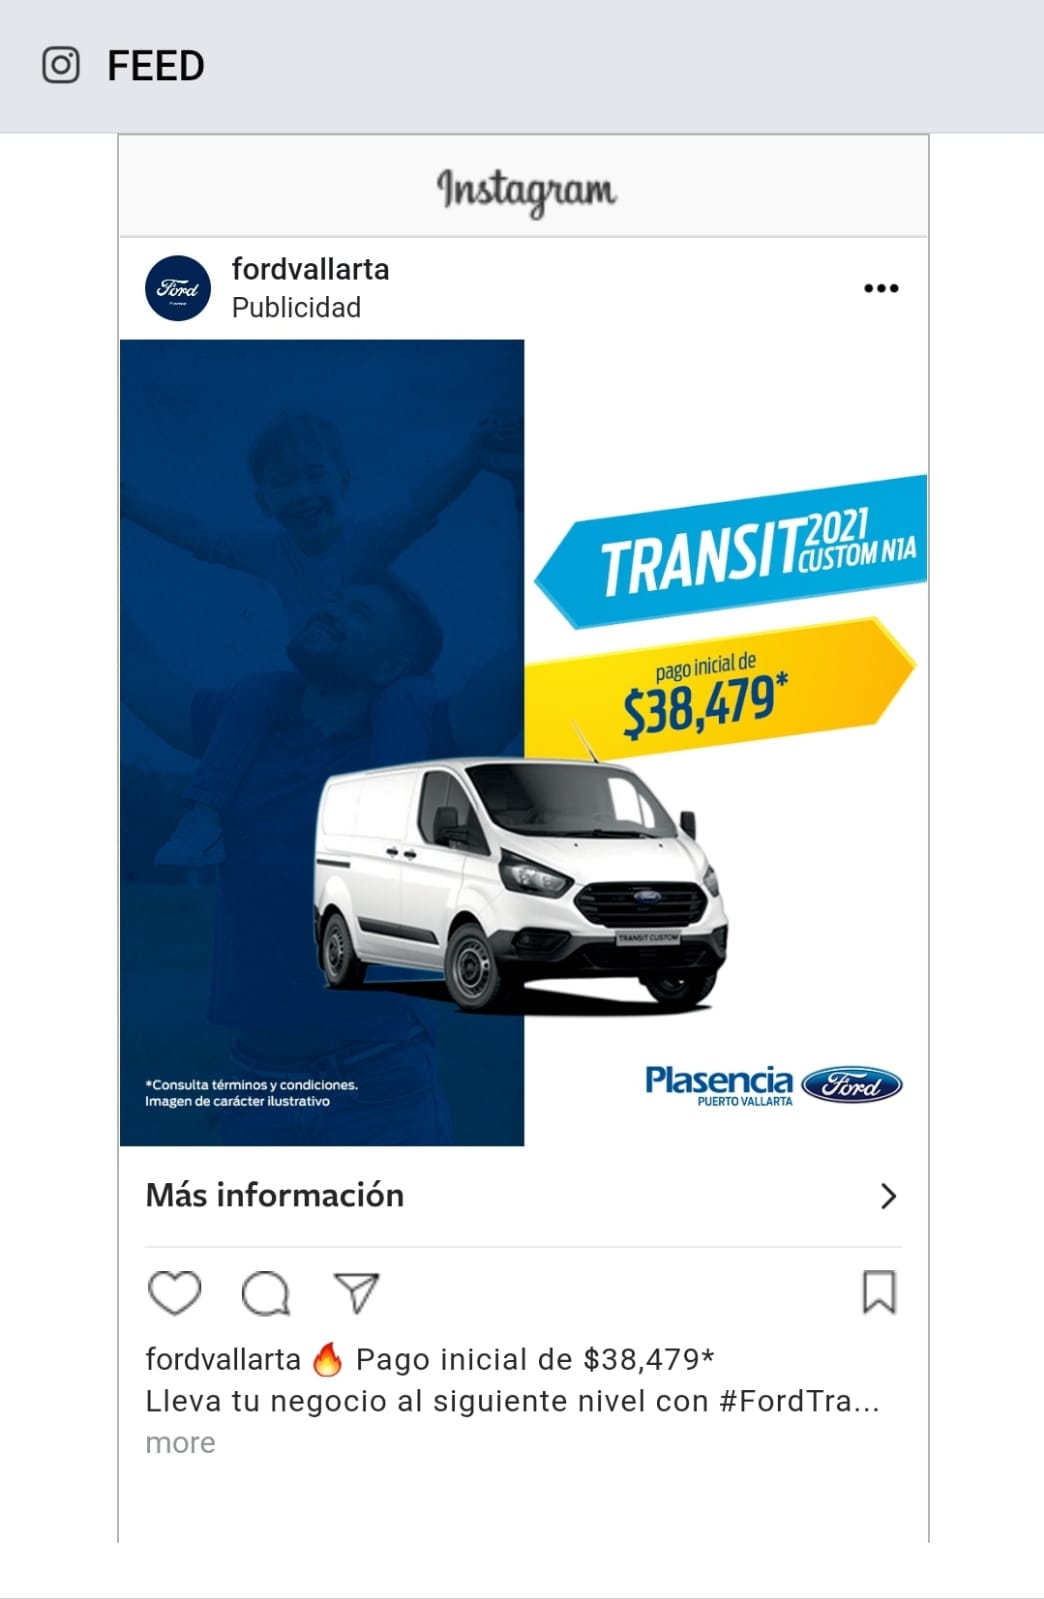 FEED
Instagram
Ford
fordvallarta
Publicidad
TRANSIT 2021
CUSTOM N1A
pago inicial de
$38,479*
Ford
TRANSIT CUSTOM
*Consulta términos y condiciones.
Imagen de carácter ilustrativo
Plasencia Ford
PUERTO VALLARTA
Más información
fordvallarta 🔥 Pago inicial de $38,479*
Lleva tu negocio al siguiente nivel con #FordTra...
more